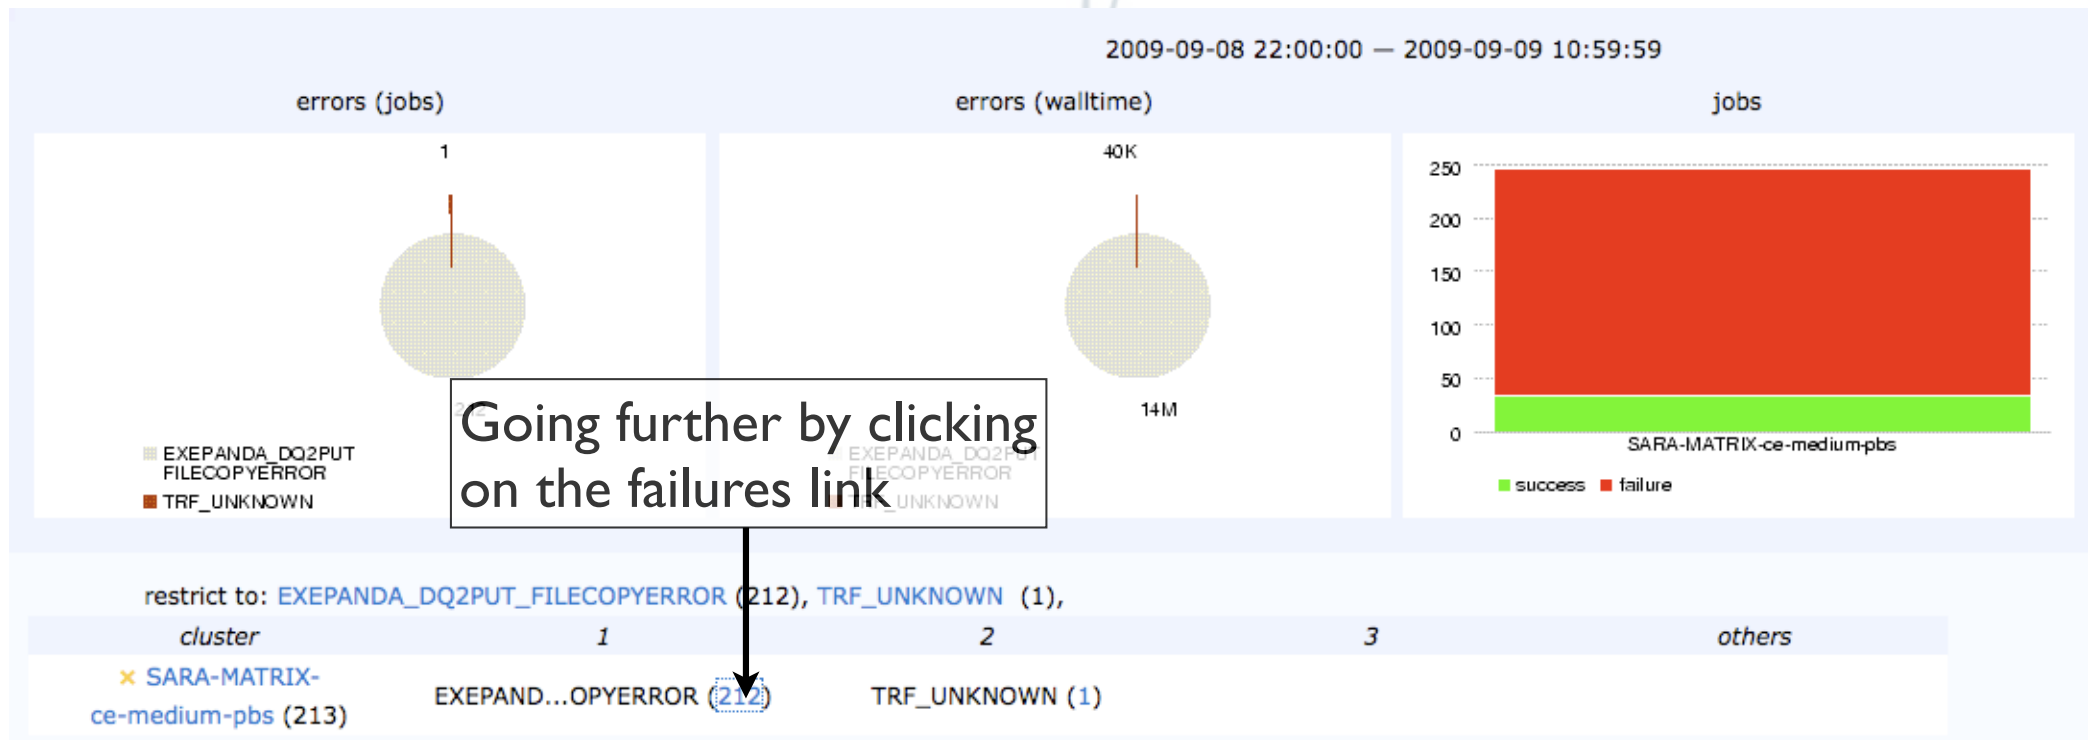 2009-09-08 22:00:00 — 2009-09-09 10:59:59
errors (jobs)
errors (walltime)
jobs
1
EXEPANDA_DQ2PUT
FILECOPYERROR
TRF_UNKNOWN
40K
14M
EXEPANDA_DQ2PUT
FILECOPYERROR
TRF_UNKNOWN
250
200
150
100
50
0
SARA-MATRIX-ce-medium-pbs
success failure
Going further by clicking
on the failures link
restrict to: EXEPANDA_DQ2PUT_FILECOPYERROR (212), TRF_UNKNOWN (1),
cluster 1 2 3 others
× SARA-MATRIX-
ce-medium-pbs (213)
EXEPAND...OPYERROR (212)
TRF_UNKNOWN (1)